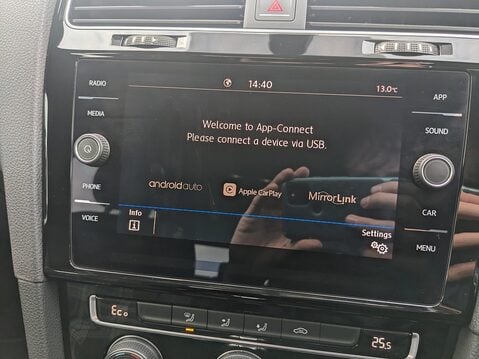 RADIO
MEDIA
PHONE
VOICE
14:40
13.0°C
Welcome to App-Connect
Please connect a device via USB.
androidauto
Apple CarPlay
MirrorLink
Info
i
Settings
APP
SOUND
CAR
MENU
Eco
25.5